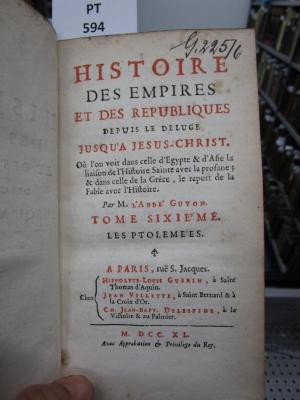 PT
594
G.225/6
HISTOIRE
DES EMPIRES
ET DES REPUBLIQUES
DEPUIS LE DELUGE
JUSQU'A JESUS-CHRIST.
Où l'on voit dans celle d'Egypte & d'Asie la
liaison de l'Histoire Sainte avec la profane;
& dans celle de la Gréce, le raport de la
Fable avec l'Histoire.
Par M. L'ABBE' GUYON.
TOME SIXIE'ME.
LES PTOLEME'ES.
A PARIS, ruë S. Jacques.
Chez
HIPPOLYTE-LOUIS GUERIN, à Saint
Thomas d'Aquin.
JEAN VILLETTE, à Saint Bernard & à
la Croix d'Or.
CH. JEAN-BAPT. DELESPINE, à la
Victoire & au Palmier.
M. DCC. XL.
Avec Approbation & Privilege du Roy.